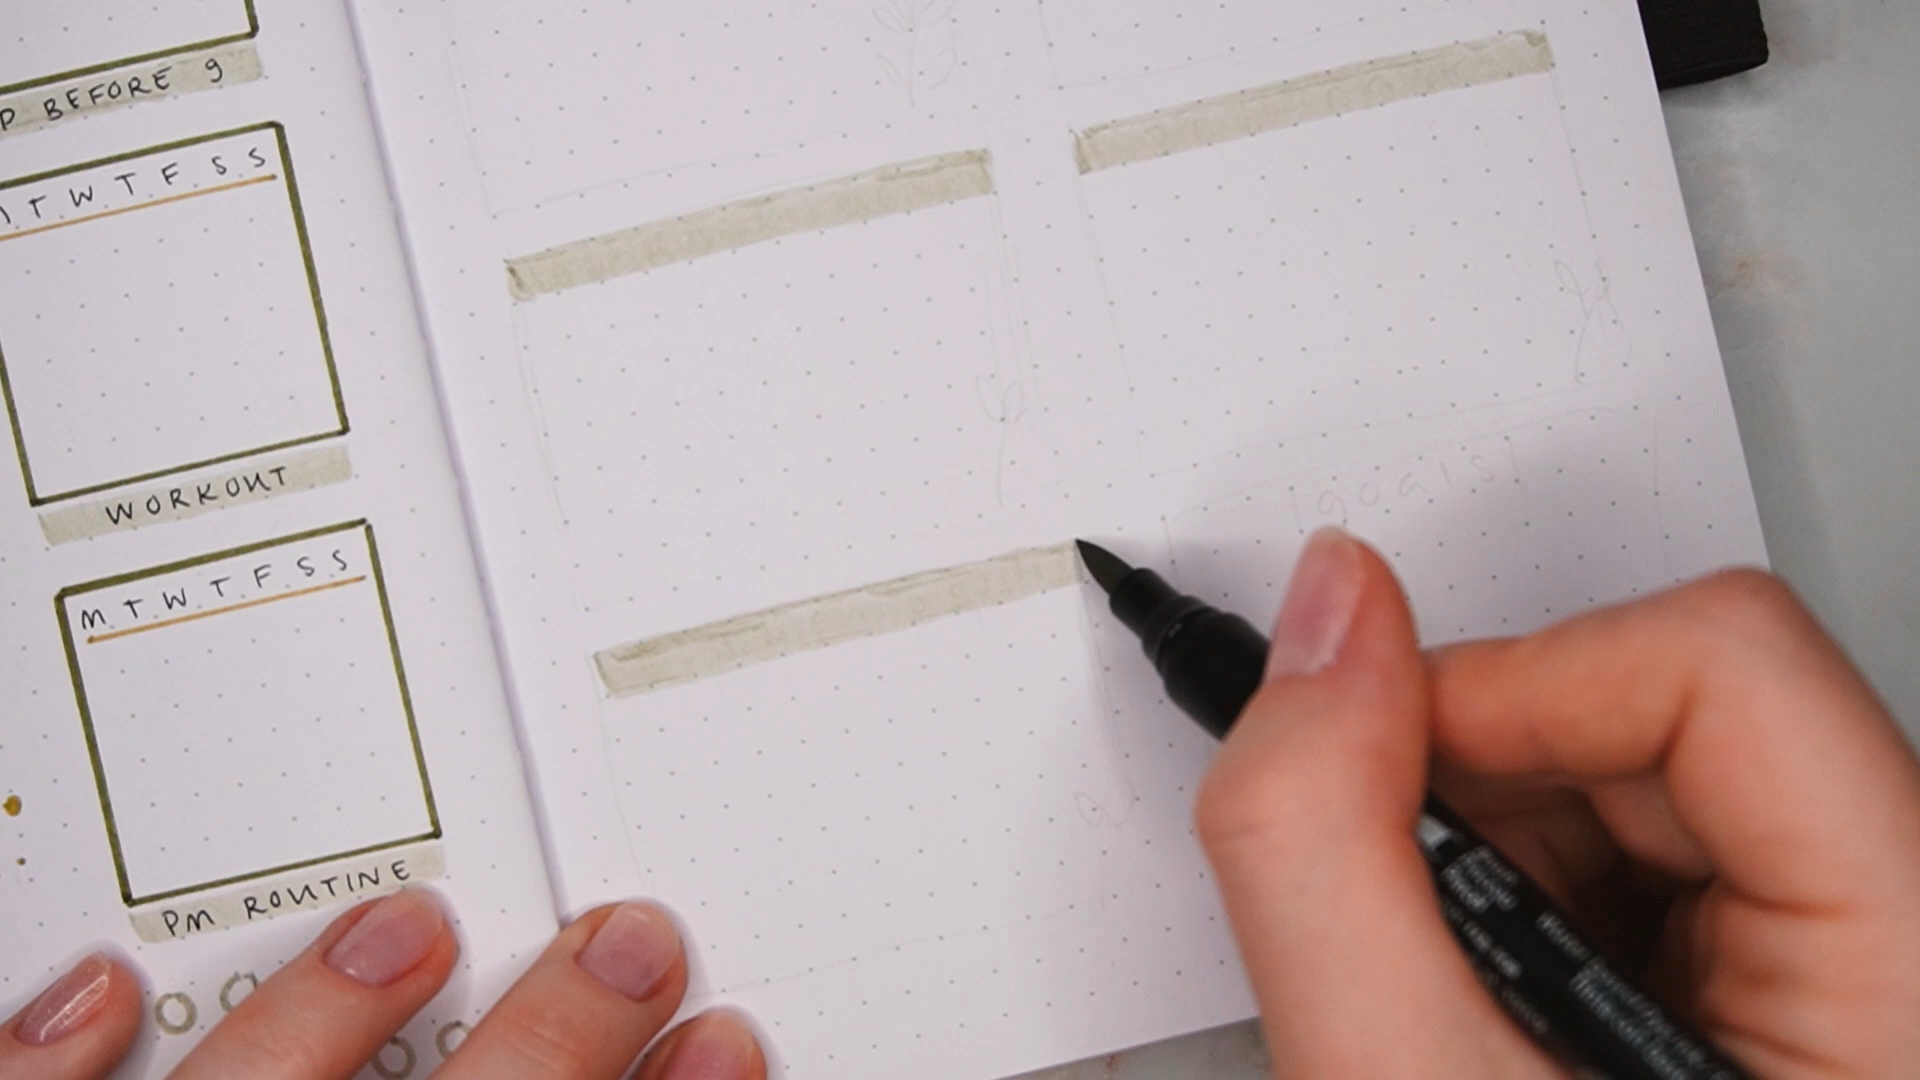 P BEFORE 9
T W T F S S
WORKOUT
M T W T F S S
PM ROUTINE
goals